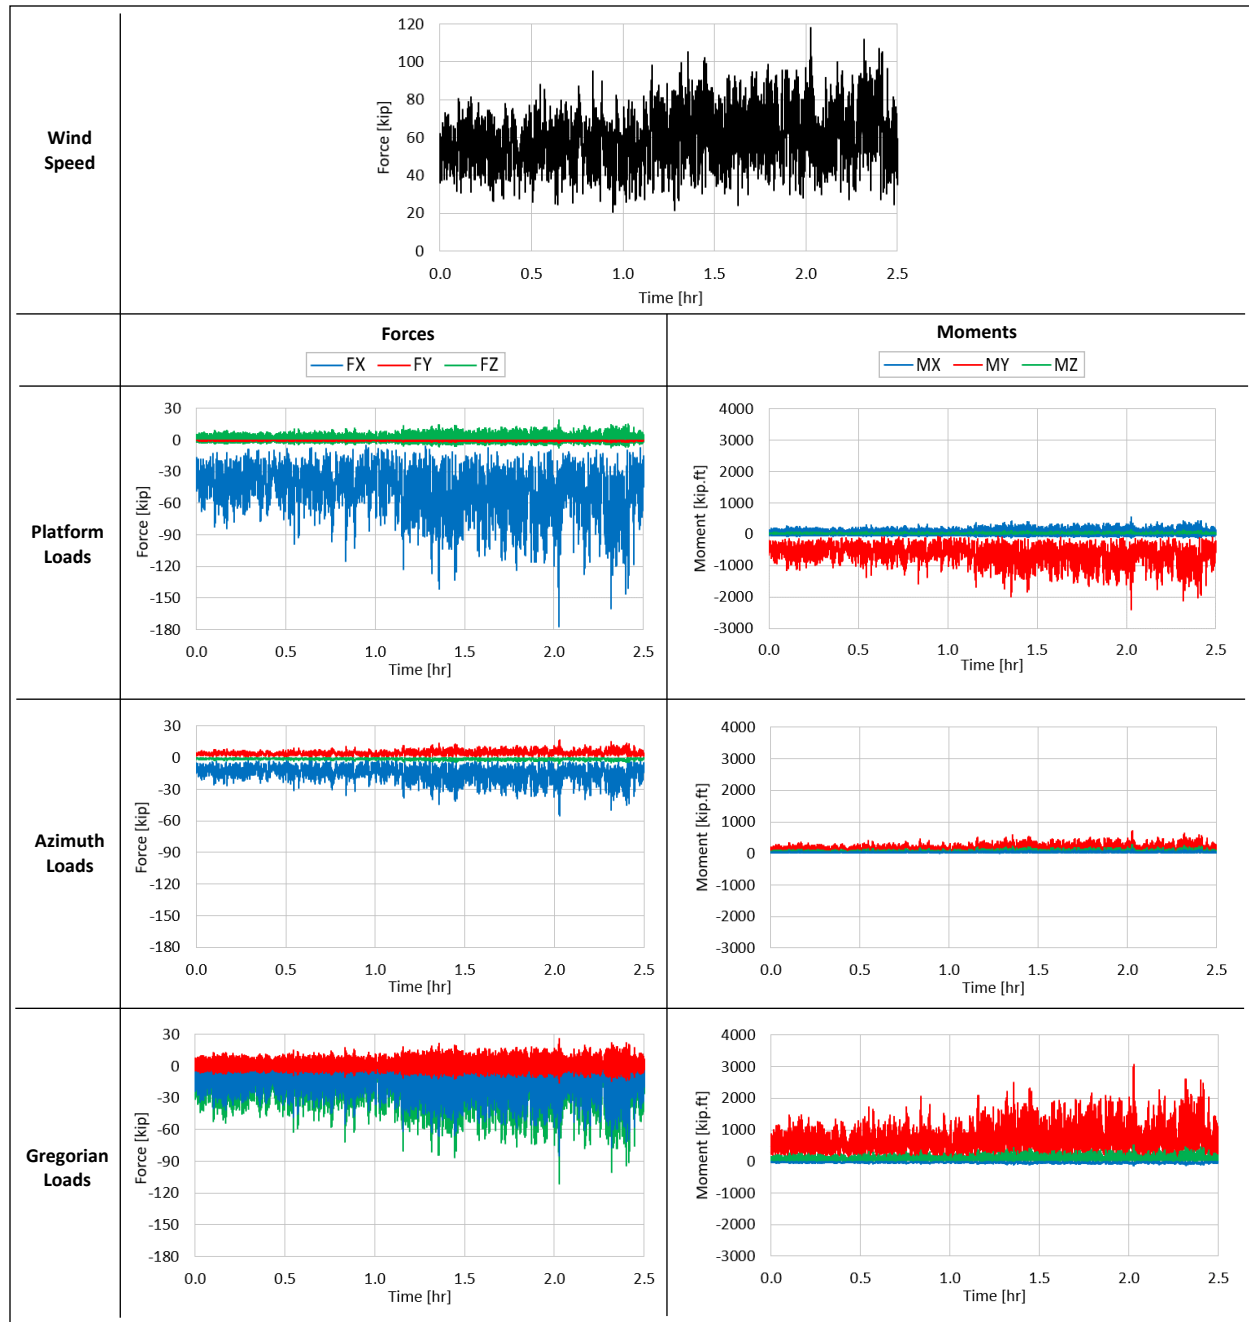 Wind
Speed
Force [kip]
120
100
80
60
40
20
0
0.0 0.5 1.0 1.5 2.0 2.5
Time [hr]
Forces
FX FY FZ
Moments
MX MY MZ
Platform
Loads
Force [kip]
30
0
-30
-60
-90
-120
-150
-180
0.0 0.5 1.0 1.5 2.0 2.5
Time [hr]
Moment [kip.ft]
4000
3000
2000
1000
0
-1000
-2000
-3000
0.0 0.5 1.0 1.5 2.0 2.5
Time [hr]
Azimuth
Loads
Force [kip]
30
0
-30
-60
-90
-120
-150
-180
0.0 0.5 1.0 1.5 2.0 2.5
Time [hr]
Moment [kip.ft]
4000
3000
2000
1000
0
-1000
-2000
-3000
0.0 0.5 1.0 1.5 2.0 2.5
Time [hr]
Gregorian
Loads
Force [kip]
30
0
-30
-60
-90
-120
-150
-180
0.0 0.5 1.0 1.5 2.0 2.5
Time [hr]
Moment [kip.ft]
4000
3000
2000
1000
0
-1000
-2000
-3000
0.0 0.5 1.0 1.5 2.0 2.5
Time [hr]